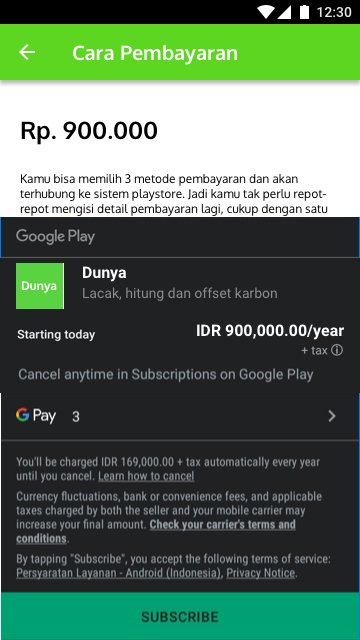 12:30
Cara Pembayaran
Rp. 900.000
Kamu bisa memilih 3 metode pembayaran dan akan
terhubung ke sistem playstore. Jadi kamu tak perlu repot-
repot mengisi detail pembayaran lagi, cukup dengan satu
Google Play
Dunya
Dunya
Lacak, hitung dan offset karbon
Starting today
IDR 900,000.00/year
+ tax
Cancel anytime in Subscriptions on Google Play
G Pay 3
You'll be charged IDR 169,000.00 + tax automatically every year
until you cancel. Learn how to cancel
Currency fluctuations, bank or convenience fees, and applicable
taxes charged by both the seller and your mobile carrier may
increase your final amount. Check your carrier's terms and
conditions.
By tapping "Subscribe", you accept the following terms of service:
Persyaratan Layanan - Android (Indonesia), Privacy Notice.
SUBSCRIBE